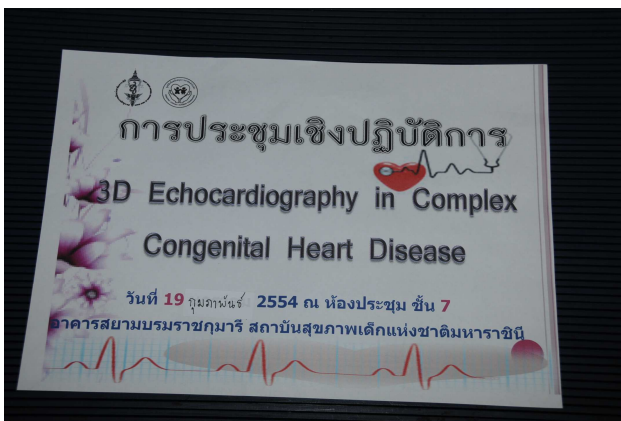 การประชุมเชิงปฏิบัติการ
3D Echocardiography in Complex
Congenital Heart Disease
วันที่ 19 กุมภาพันธ์ 2554 ณ ห้องประชุม ชั้น 7
อาคารสยามบรมราชกุมารี สถาบันสุขภาพเด็กแห่งชาติมหาราชินี